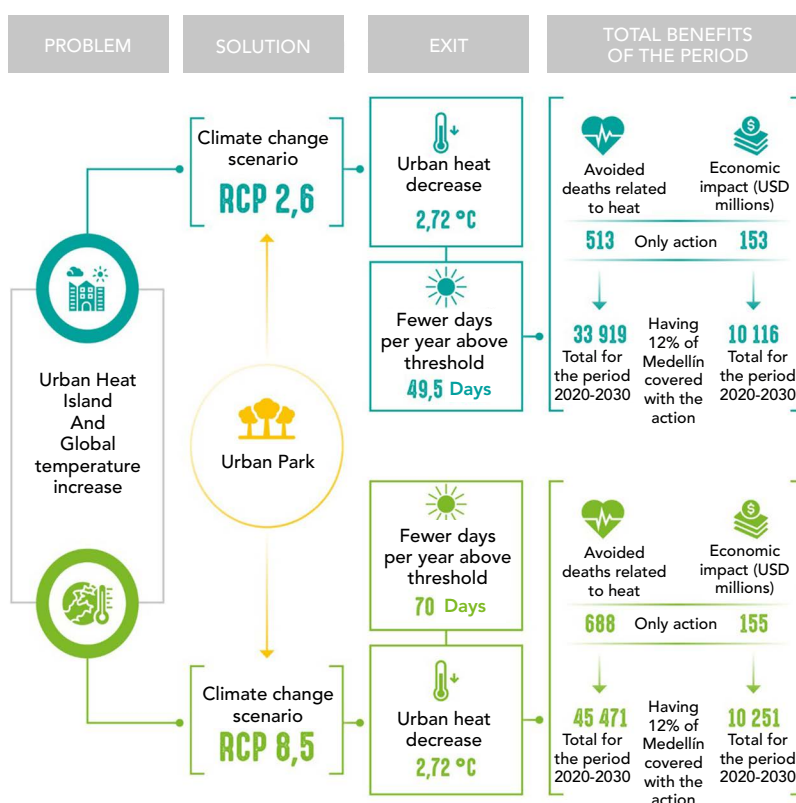 PROBLEM
SOLUTION
EXIT
TOTAL BENEFITS
OF THE PERIOD
Urban Heat
Island
And
Global
temperature
increase
Climate change
scenario
RCP 2,6
Urban Park
Climate change
scenario
RCP 8,5
Urban heat
decrease
2,72 °C
Fewer days
per year above
threshold
49,5 Days
Avoided
deaths related
to heat
Economic
impact (USD
millions)
513 Only action 153
33 919
Total for
the period
2020-2030
Having
12% of
Medellín
covered
with the
action
10 116
Total for
the period
2020-2030
Fewer days
per year above
threshold
70 Days
Urban heat
decrease
2,72 °C
Avoided
deaths related
to heat
Economic
impact (USD
millions)
688 Only action 155
45 471
Total for
the period
2020-2030
Having
12% of
Medellín
covered
with the
action
10 251
Total for
the period
2020-2030